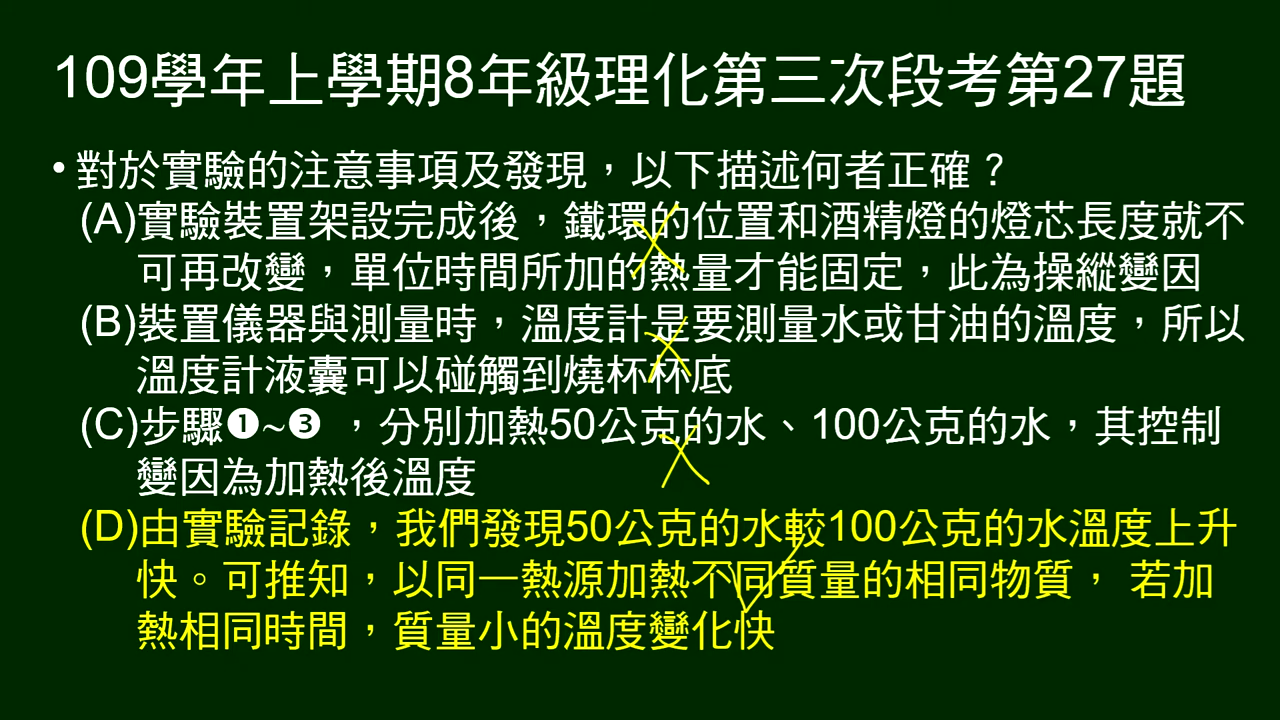 109學年上學期8年級理化第三次段考第27題
• 對於實驗的注意事項及發現，以下描述何者正確？
(A)實驗裝置架設完成後，鐵環的位置和酒精燈的燈芯長度就不
可再改變，單位時間所加的熱量才能固定，此為操縱變因
(B)裝置儀器與測量時，溫度計是要測量水或甘油的溫度，所以
溫度計液囊可以碰觸到燒杯杯底
(C)步驟❶~❸ ，分別加熱50公克的水、100公克的水，其控制
變因為加熱後溫度
(D)由實驗記錄，我們發現50公克的水較100公克的水溫度上升
快。可推知，以同一熱源加熱不同質量的相同物質， 若加
熱相同時間，質量小的溫度變化快